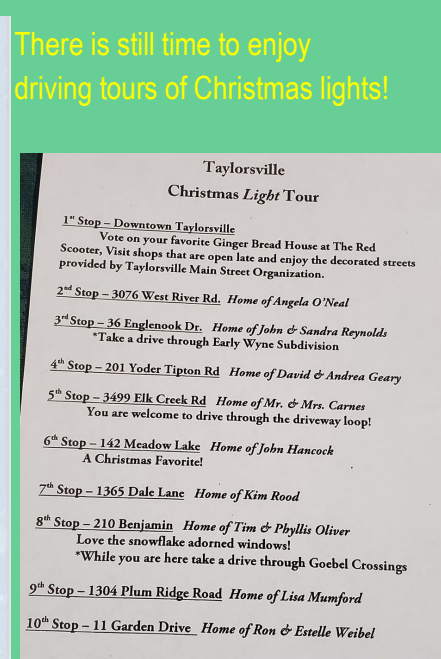 There is still time to enjoy
driving tours of Christmas lights!
Taylorsville
Christmas Light Tour
1st Stop – Downtown Taylorsville
Vote on your favorite Ginger Bread House at The Red
Scooter, Visit shops that are open late and enjoy the decorated streets
provided by Taylorsville Main Street Organization.
2nd Stop – 3076 West River Rd. Home of Angela O'Neal
3rd Stop – 36 Englenook Dr. Home of John & Sandra Reynolds
*Take a drive through Early Wyne Subdivision
4th Stop – 201 Yoder Tipton Rd Home of David & Andrea Geary
5th Stop – 3499 Elk Creek Rd Home of Mr. & Mrs. Carnes
You are welcome to drive through the driveway loop!
6th Stop – 142 Meadow Lake Home of John Hancock
A Christmas Favorite!
7th Stop – 1365 Dale Lane Home of Kim Rood
8th Stop – 210 Benjamin Home of Tim & Phyllis Oliver
Love the snowflake adorned windows!
*While you are here take a drive through Goebel Crossings
9th Stop – 1304 Plum Ridge Road Home of Lisa Mumford
10th Stop – 11 Garden Drive Home of Ron & Estelle Weibel